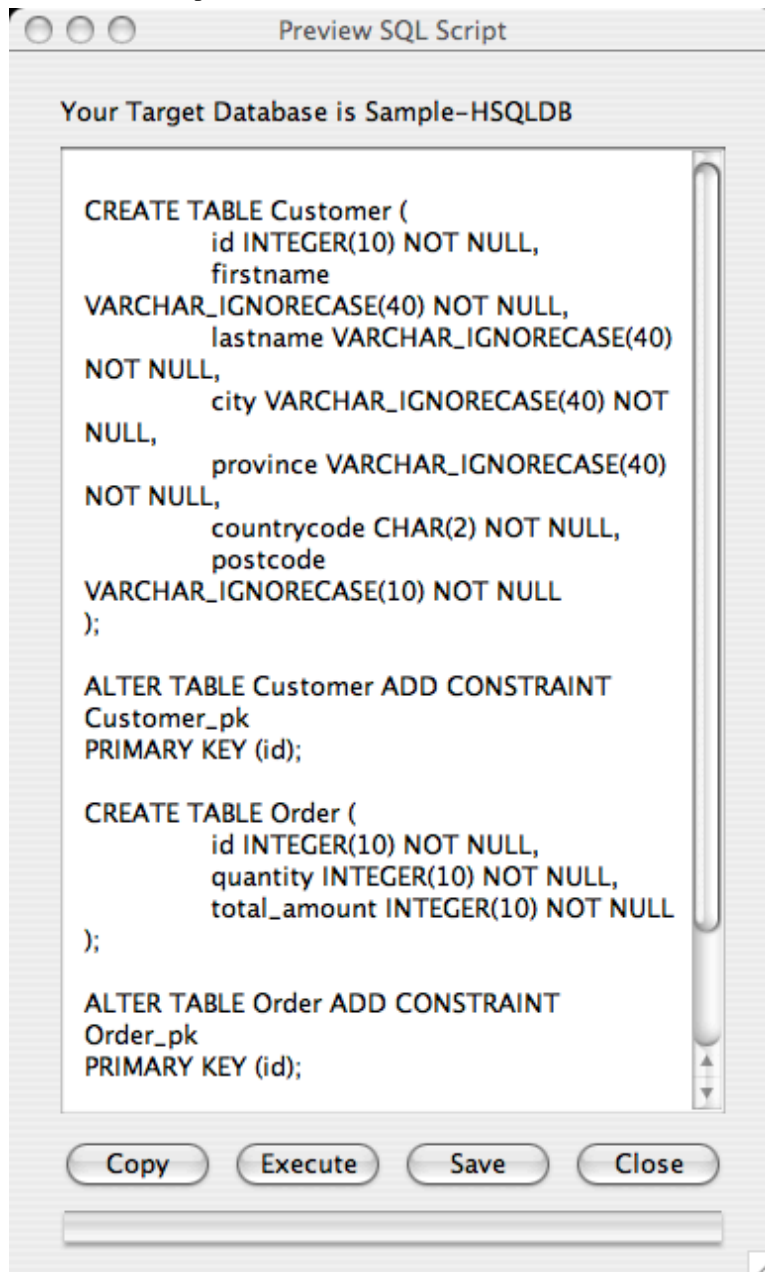 Preview SQL Script
Your Target Database is Sample-HSQLDB
CREATE TABLE Customer (
id INTEGER(10) NOT NULL,
firstname
VARCHAR_IGNORECASE(40) NOT NULL,
lastname VARCHAR_IGNORECASE(40)
NOT NULL,
city VARCHAR_IGNORECASE(40) NOT
NULL,
province VARCHAR_IGNORECASE(40)
NOT NULL,
countrycode CHAR(2) NOT NULL,
postcode
VARCHAR_IGNORECASE(10) NOT NULL
);
ALTER TABLE Customer ADD CONSTRAINT
Customer_pk
PRIMARY KEY (id);
CREATE TABLE Order (
id INTEGER(10) NOT NULL,
quantity INTEGER(10) NOT NULL,
total_amount INTEGER(10) NOT NULL
);
ALTER TABLE Order ADD CONSTRAINT
Order_pk
PRIMARY KEY (id);
Copy Execute Save Close